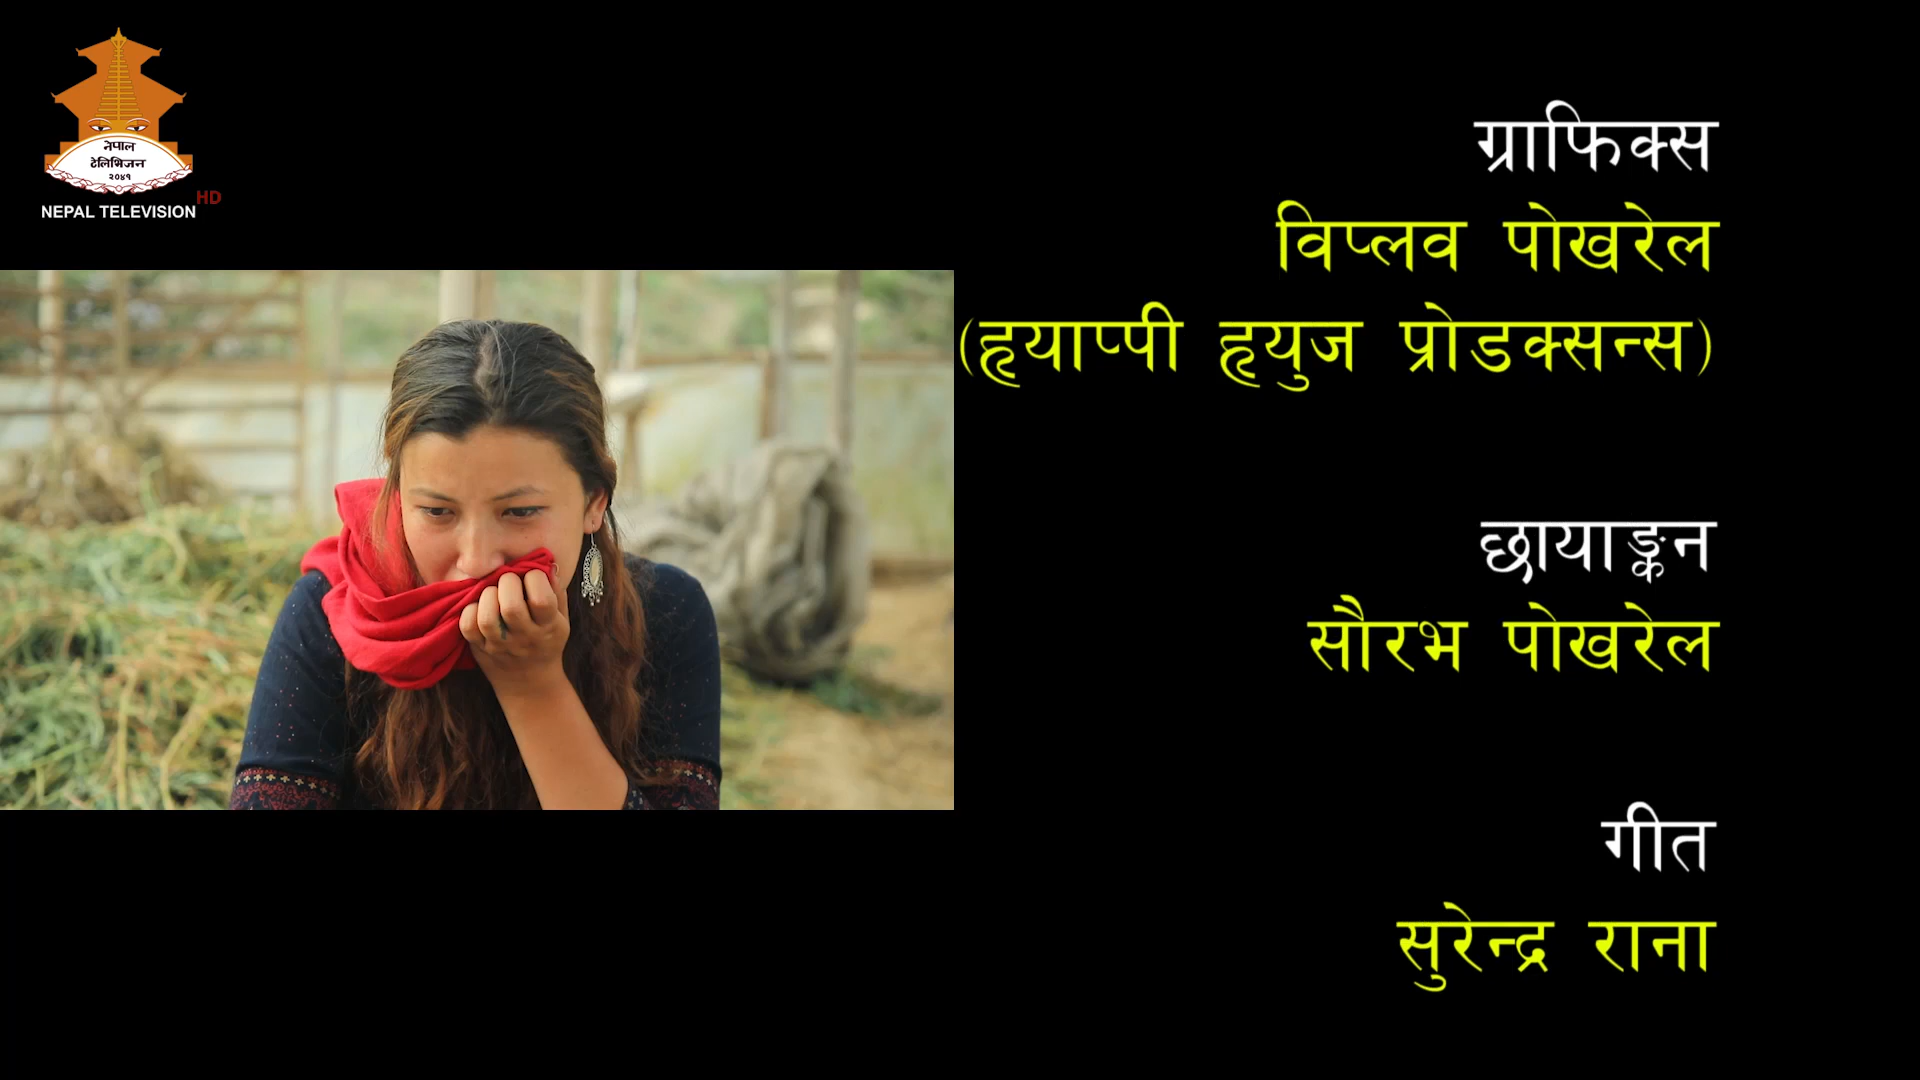 नेपाल
टेलिभिजन
२०४१
HD
NEPAL TELEVISION
ग्राफिक्स
विप्लव पोखरेल
(हृयाप्पी हृयुज प्रोडक्सन्स)
छायाङ्कन
सौरभ पोखरेल
गीत
सुरेन्द्र राना